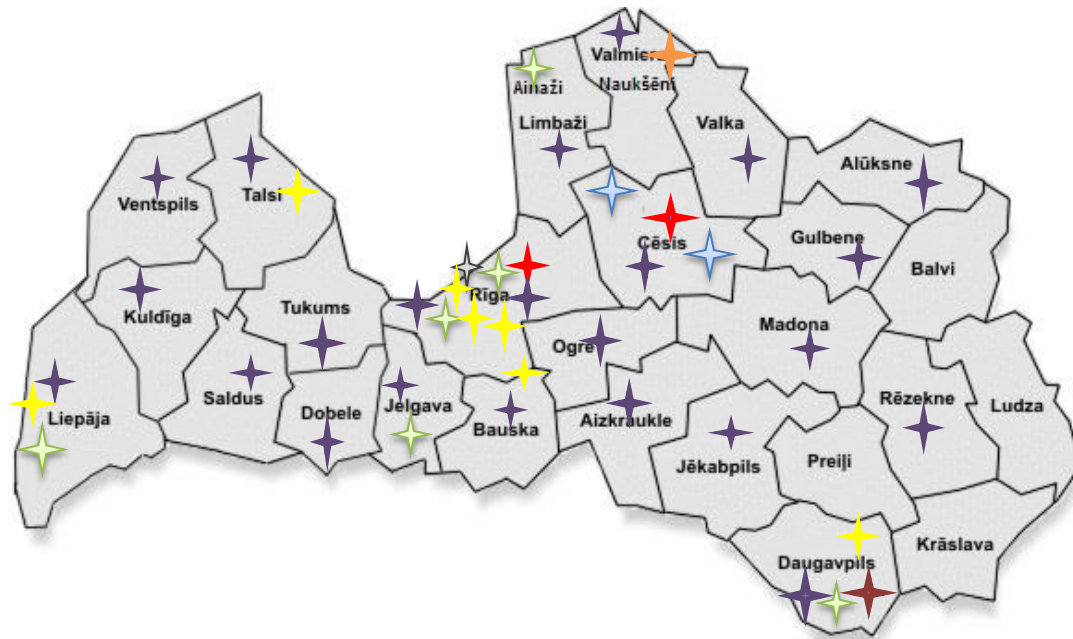 Valmiera
Ainaži
Naukšēni
Limbaži
Valka
Alūksne
Talsi
Ventspils
Cēsis
Gulbene
Balvi
Rīga
Kuldīga
Tukums
Madona
Ogre
Saldus
Dobele
Jelgava
Rēzekne
Ludza
Liepāja
Bauska
Aizkraukle
Jēkabpils
Preiļi
Krāslava
Daugavpils